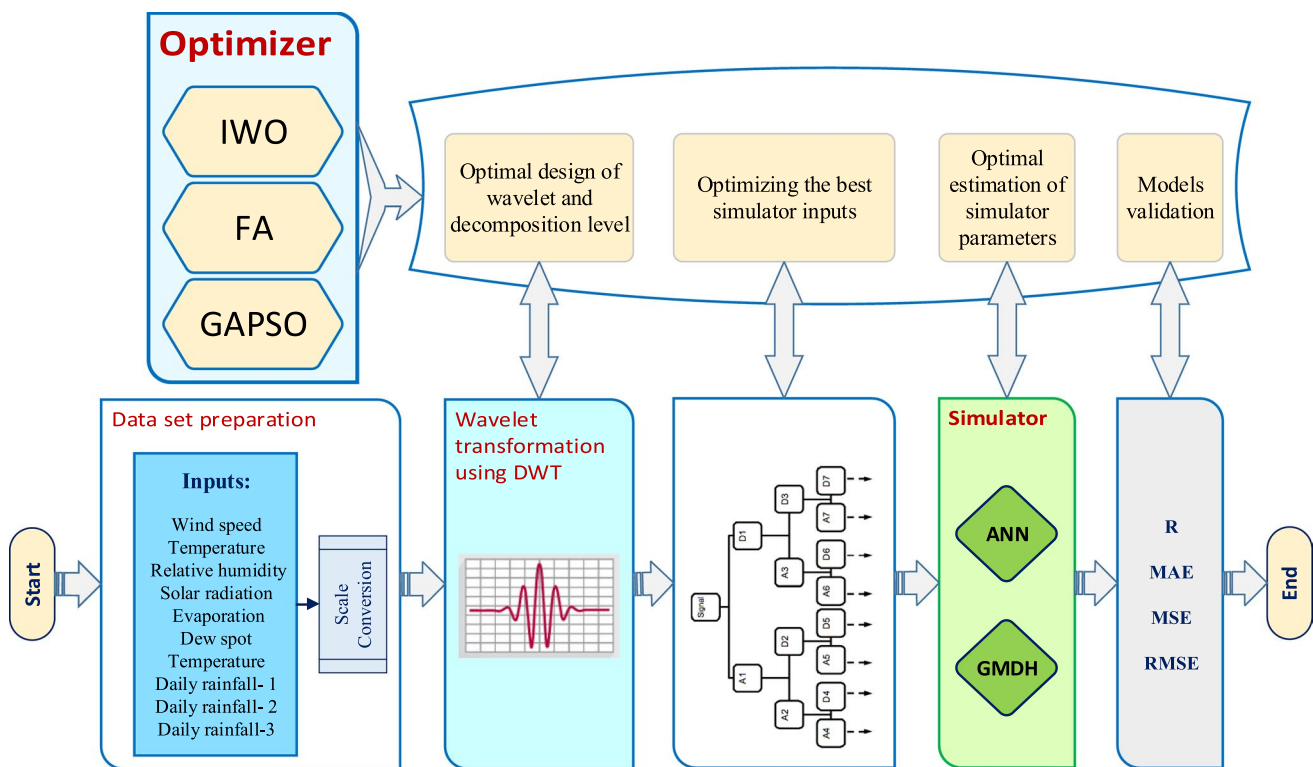 Optimizer
IWO
FA
GAPSO
Optimal design of
wavelet and
decomposition level
Optimizing the best
simulator inputs
Optimal
estimation of
simulator
parameters
Models
validation
Start
Data set preparation
Inputs:
Wind speed
Temperature
Relative humidity
Solar radiation
Evaporation
Dew spot
Temperature
Daily rainfall- 1
Daily rainfall- 2
Daily rainfall-3
Scale
Conversion
Wavelet
transformation
using DWT
Signal
D1
A1
D3
A3
D2
A2
D7
A7
D6
A6
D5
A5
D4
A4
Simulator
ANN
GMDH
R
MAE
MSE
RMSE
End